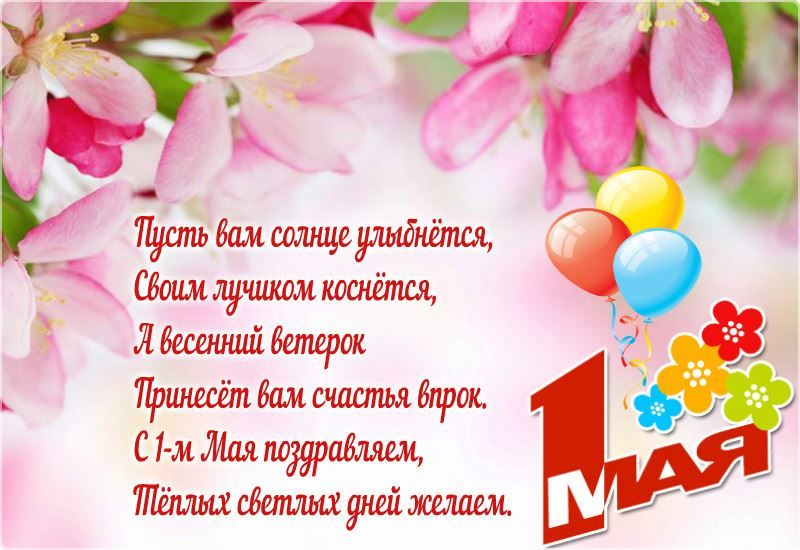 Пусть вам солнце улыбнётся,
Своим лучиком коснётся,
А весенний ветерок
Принесёт вам счастья впрок.
С 1-м Мая поздравляем,
Тёплых светлых дней желаем.
1
МАЯ